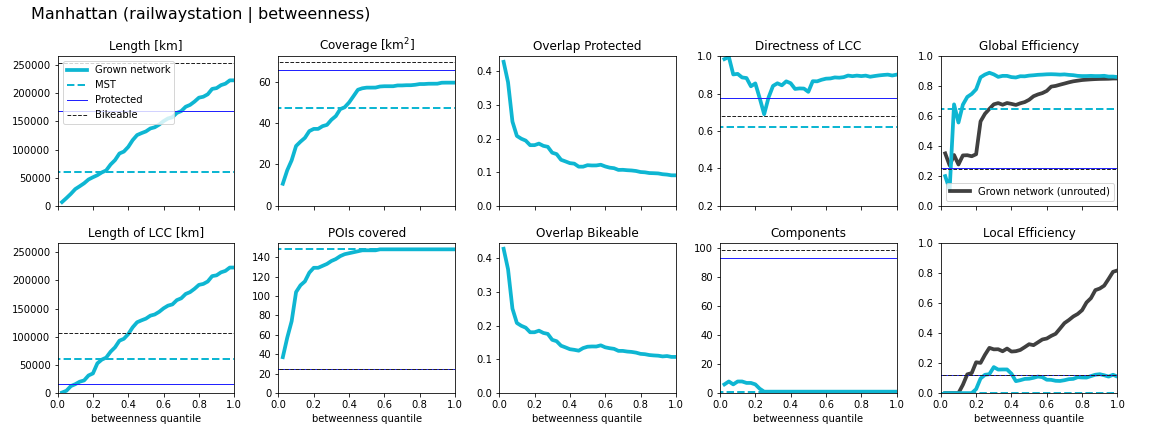 Manhattan (railwaystation | betweenness)
Length [km]
250000
200000
150000
100000
50000
0
Grown network
MST
Protected
Bikeable
Coverage [km²]
60
40
20
0
Overlap Protected
0.4
0.3
0.2
0.1
0.0
Directness of LCC
1.0
0.8
0.6
0.4
0.2
Global Efficiency
1.0
0.8
0.6
0.4
0.2
0.0
Grown network (unrouted)
Length of LCC [km]
250000
200000
150000
100000
50000
0
0.0 0.2 0.4 0.6 0.8 1.0
betweenness quantile
POIs covered
140
120
100
80
60
40
20
0.0 0.2 0.4 0.6 0.8 1.0
betweenness quantile
Overlap Bikeable
0.4
0.3
0.2
0.1
0.0
0.0 0.2 0.4 0.6 0.8 1.0
betweenness quantile
Components
100
80
60
40
20
0
0.0 0.2 0.4 0.6 0.8 1.0
betweenness quantile
Local Efficiency
1.0
0.8
0.6
0.4
0.2
0.0
0.0 0.2 0.4 0.6 0.8 1.0
betweenness quantile